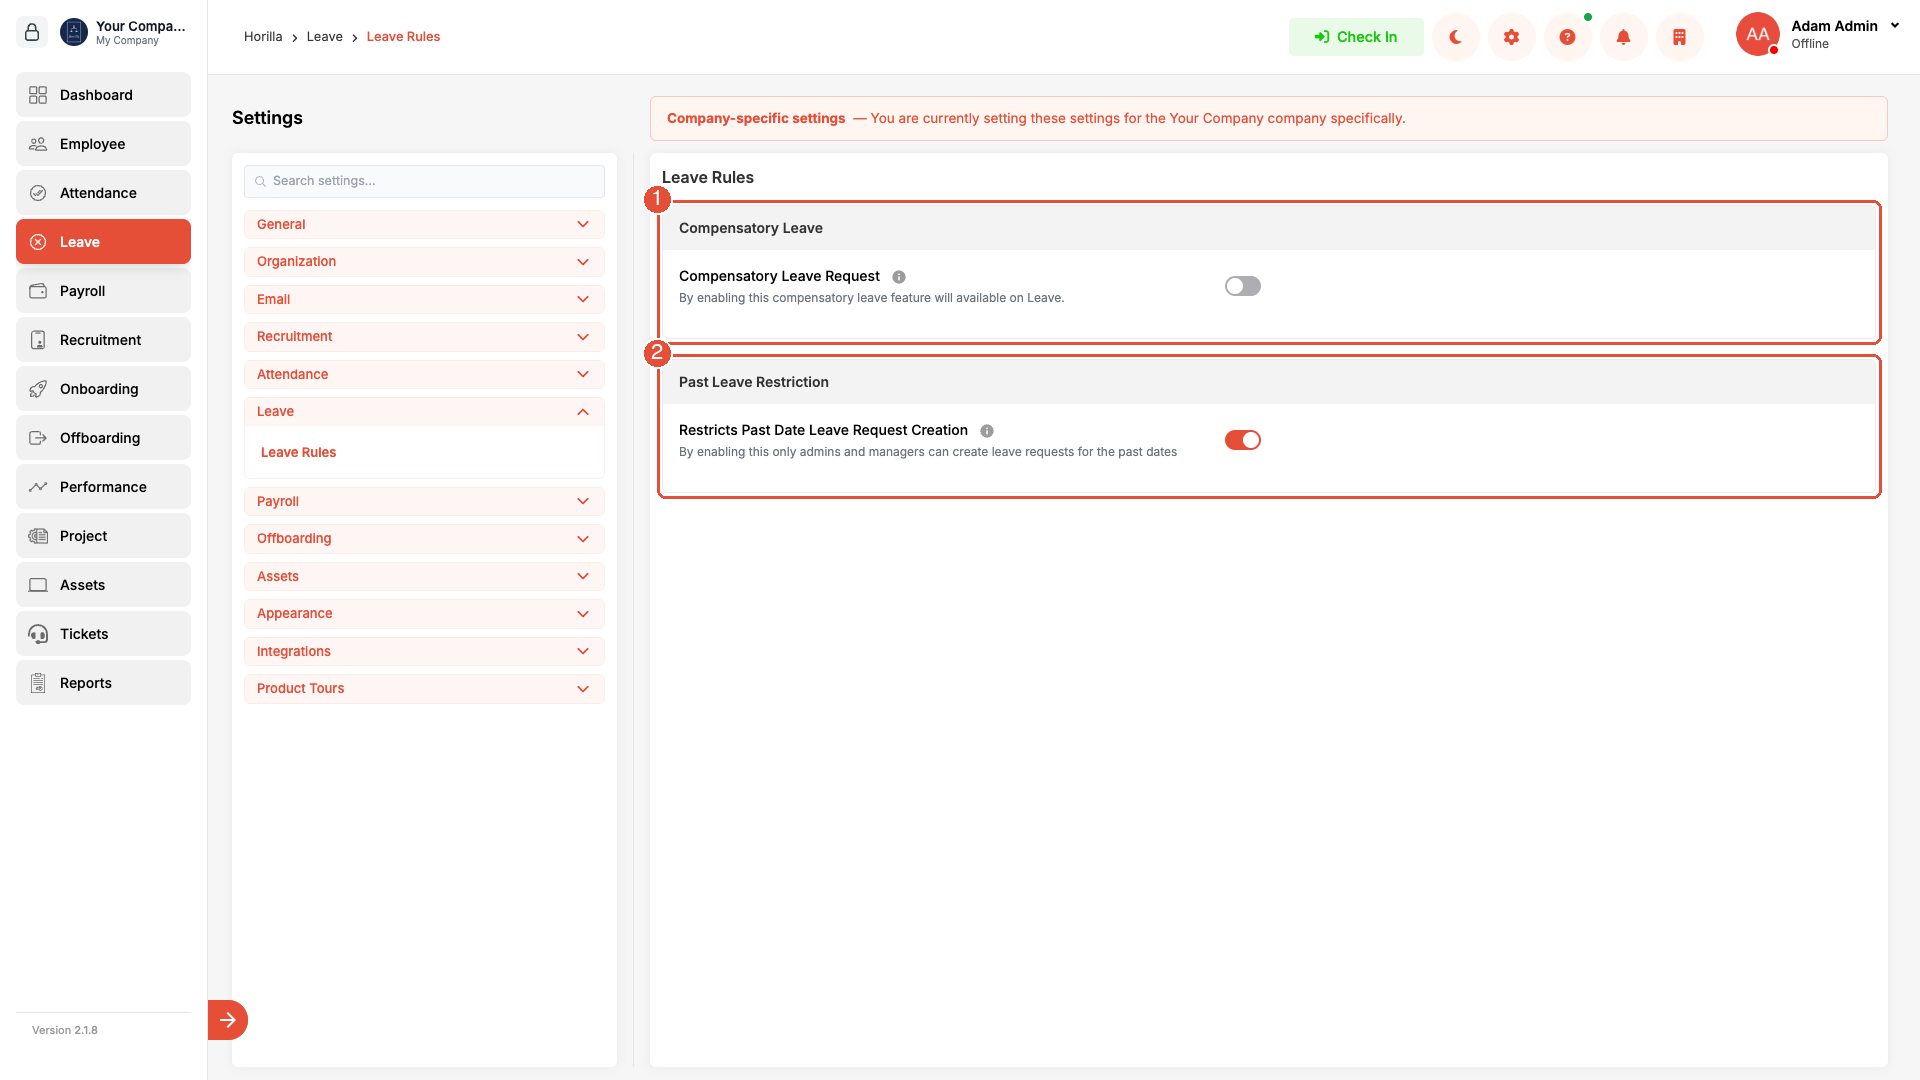 Your Compa...
My Company
Dashboard
Employee
Attendance
Leave
Payroll
Recruitment
Onboarding
Offboarding
Performance
Project
Assets
Tickets
Reports
Version 2.1.8
Horilla > Leave > Leave Rules
Check In
AA
Adam Admin
Offline
Settings
Search settings...
General
Organization
Email
Recruitment
Attendance
Leave
Leave Rules
Payroll
Offboarding
Assets
Appearance
Integrations
Product Tours
Company-specific settings — You are currently setting these settings for the Your Company company specifically.
Leave Rules
1
Compensatory Leave
Compensatory Leave Request
By enabling this compensatory leave feature will available on Leave.
2
Past Leave Restriction
Restricts Past Date Leave Request Creation
By enabling this only admins and managers can create leave requests for the past dates